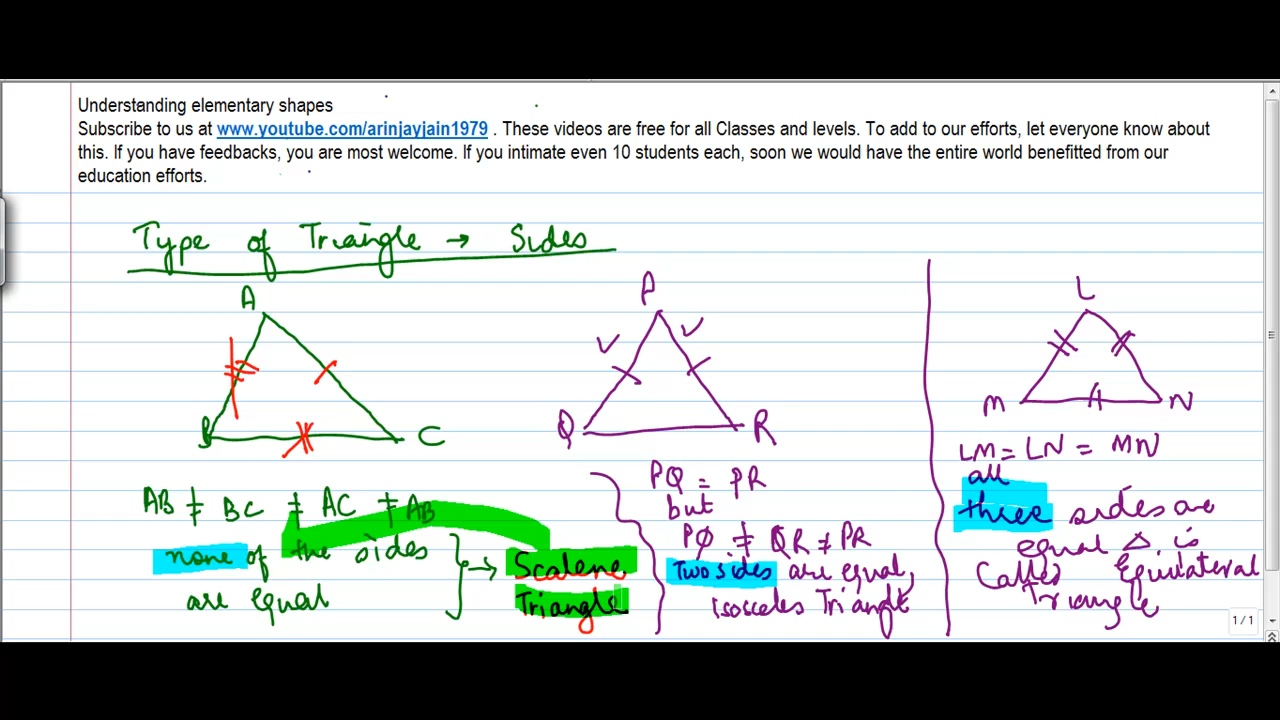 Understanding elementary shapes
Subscribe to us at www.youtube.com/arinjayjain1979 . These videos are free for all Classes and levels. To add to our efforts, let everyone know about
this. If you have feedbacks, you are most welcome. If you intimate even 10 students each, soon we would have the entire world benefitted from our
education efforts.
Type of Triangle → Sides
A
B
C
AB ≠ BC ≠ AC ≠ AB
none of the sides
are equal
→ Scalene
Triangle
P
Q
R
PQ = PR
but
PQ ≠ QR ≠ PR
Two sides are equal,
isosceles Triangle
L
M
N
LM = LN = MN
all
three sides are
equal Δ is
Called Equilateral
Triangle
1 / 1